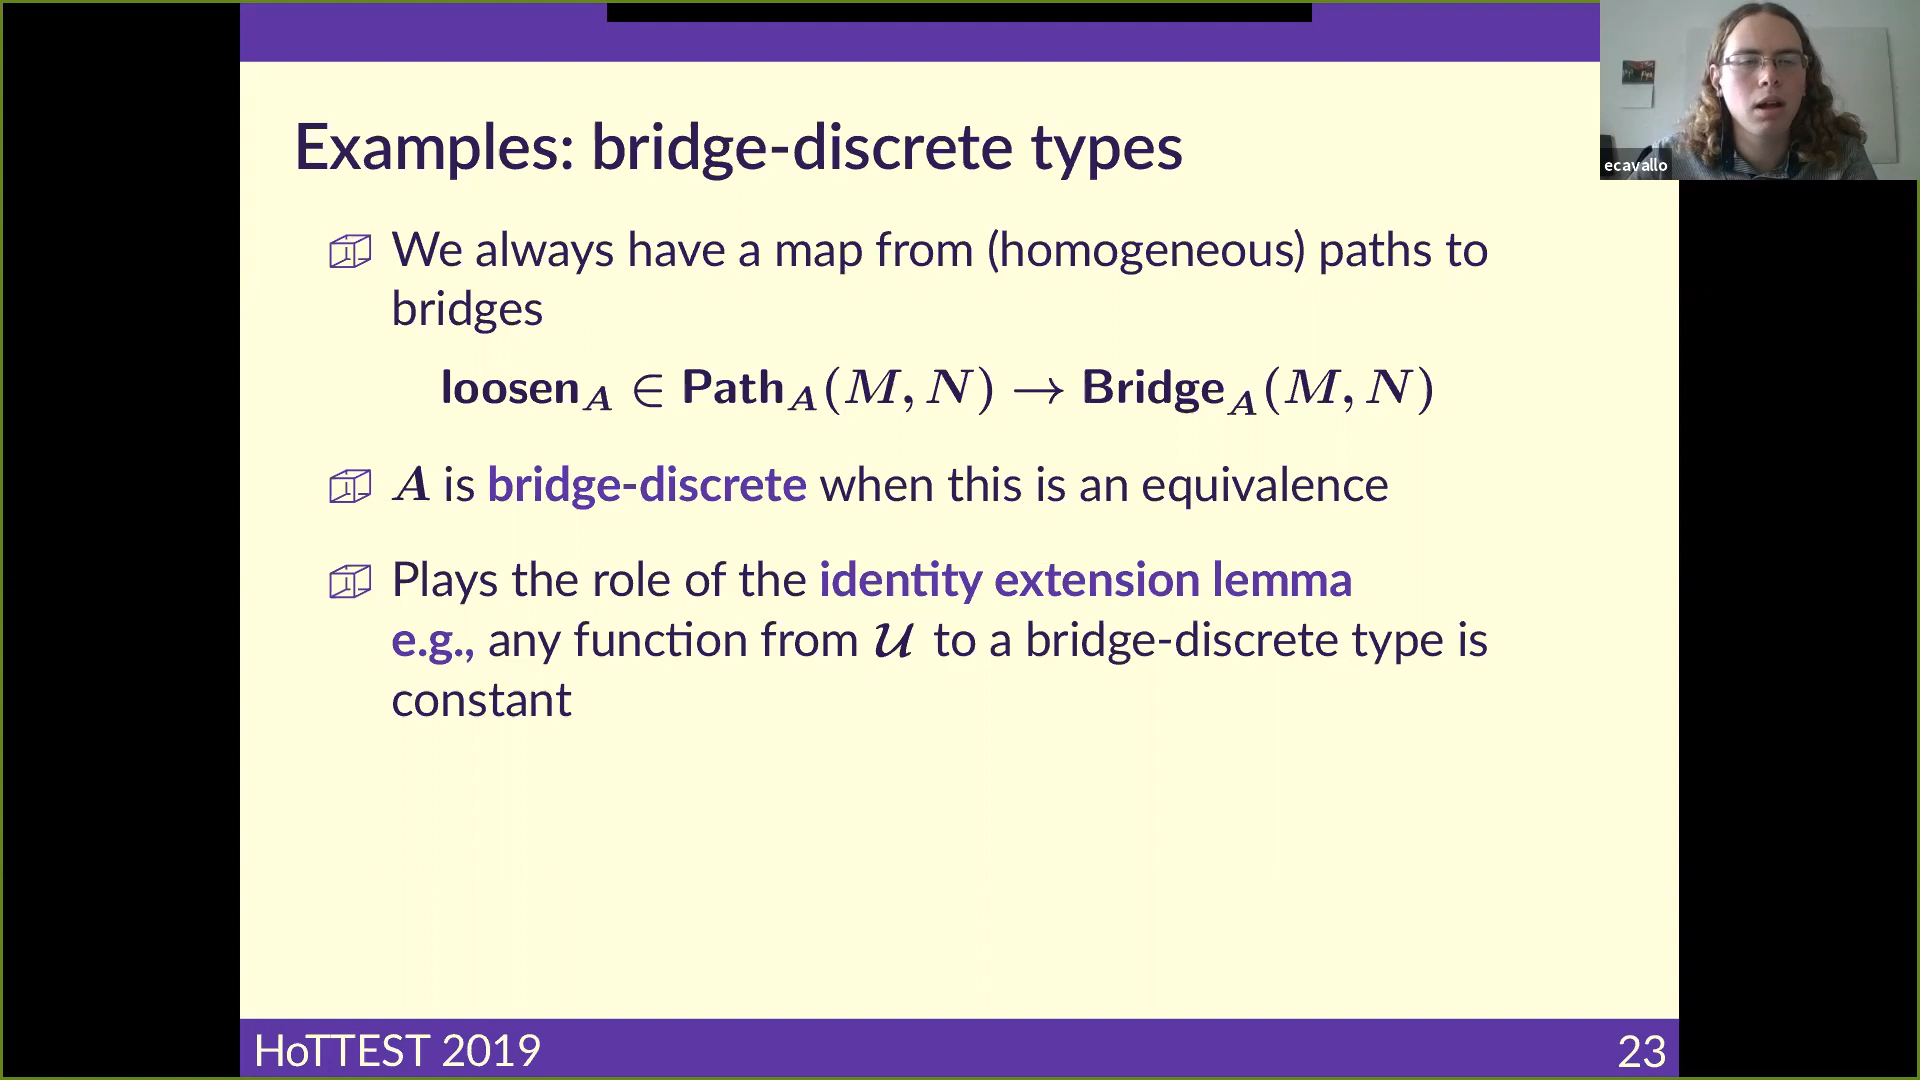 Examples: bridge-discrete types
We always have a map from (homogeneous) paths to
bridges
loosen_A ∈ Path_A(M, N) → Bridge_A(M, N)
A is bridge-discrete when this is an equivalence
Plays the role of the identity extension lemma
e.g., any function from 𝒰 to a bridge-discrete type is
constant
HoTTEST 2019
23
ecavallo